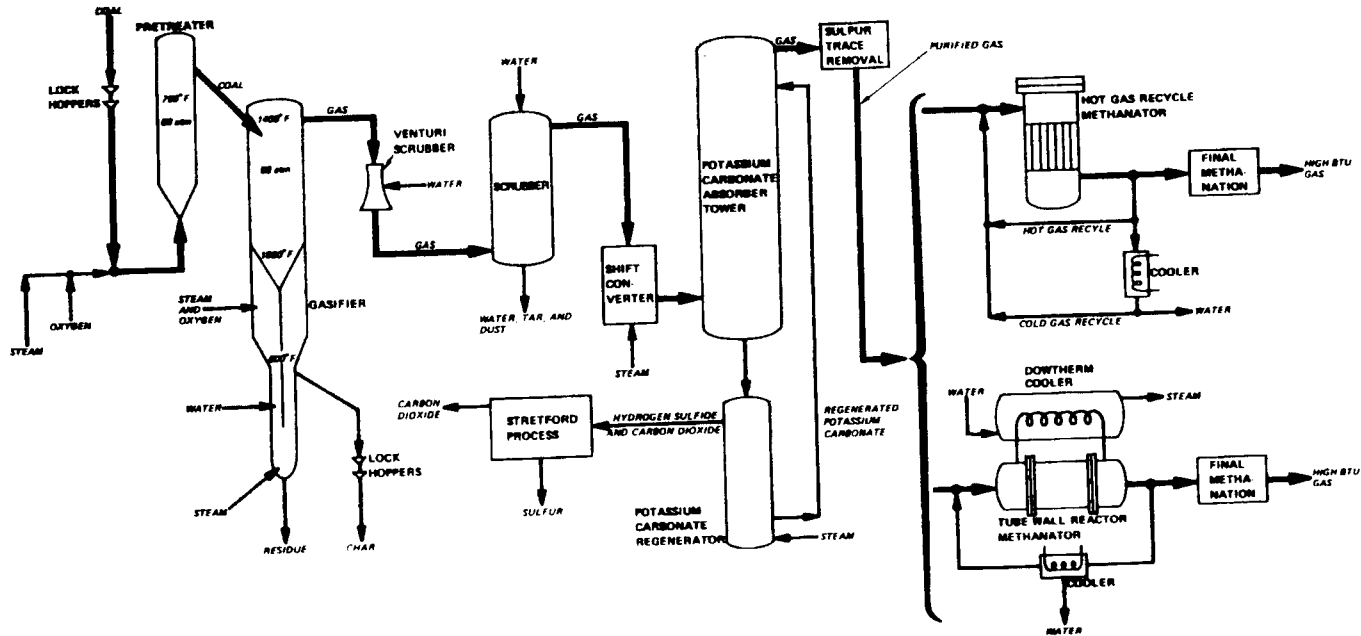 COAL
PRETREATER
LOCK
HOPPERS
COAL
STEAM
OXYGEN
1400° F
GAS
VENTURI
SCRUBBER
WATER
GAS
STEAM
AND
OXYGEN
GASIFIER
WATER
STEAM
RESIDUE
LOCK
HOPPERS
CHAR
WATER
SCRUBBER
GAS
WATER, TAR, AND
DUST
SHIFT
CON-
VERTER
STEAM
GAS
POTASSIUM
CARBONATE
ABSORBER
TOWER
SULPUR
TRACE
REMOVAL
PURIFIED GAS
CARBON
DIOXIDE
STRETFORD
PROCESS
HYDROGEN SULFIDE
AND CARBON DIOXIDE
SULFUR
REGENERATED
POTASSIUM
CARBONATE
POTASSIUM
CARBONATE
REGENERATOR
STEAM
HOT GAS RECYCLE
METHANATOR
FINAL
METHA-
NATION
HIGH BTU
GAS
HOT GAS RECYLE
COOLER
COLD GAS RECYCLE
WATER
DOWTHERM
COOLER
WATER
STEAM
TUBE WALL REACTOR
METHANATOR
FINAL
METHA-
NATION
HIGH BTU
GAS
COOLER
WATER